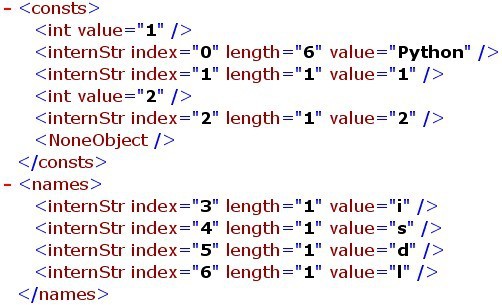 - <consts>
<int value="1" />
<internStr index="0" length="6" value="Python" />
<internStr index="1" length="1" value="1" />
<int value="2" />
<internStr index="2" length="1" value="2" />
<NoneObject />
</consts>
- <names>
<internStr index="3" length="1" value="i" />
<internStr index="4" length="1" value="s" />
<internStr index="5" length="1" value="d" />
<internStr index="6" length="1" value="l" />
</names>